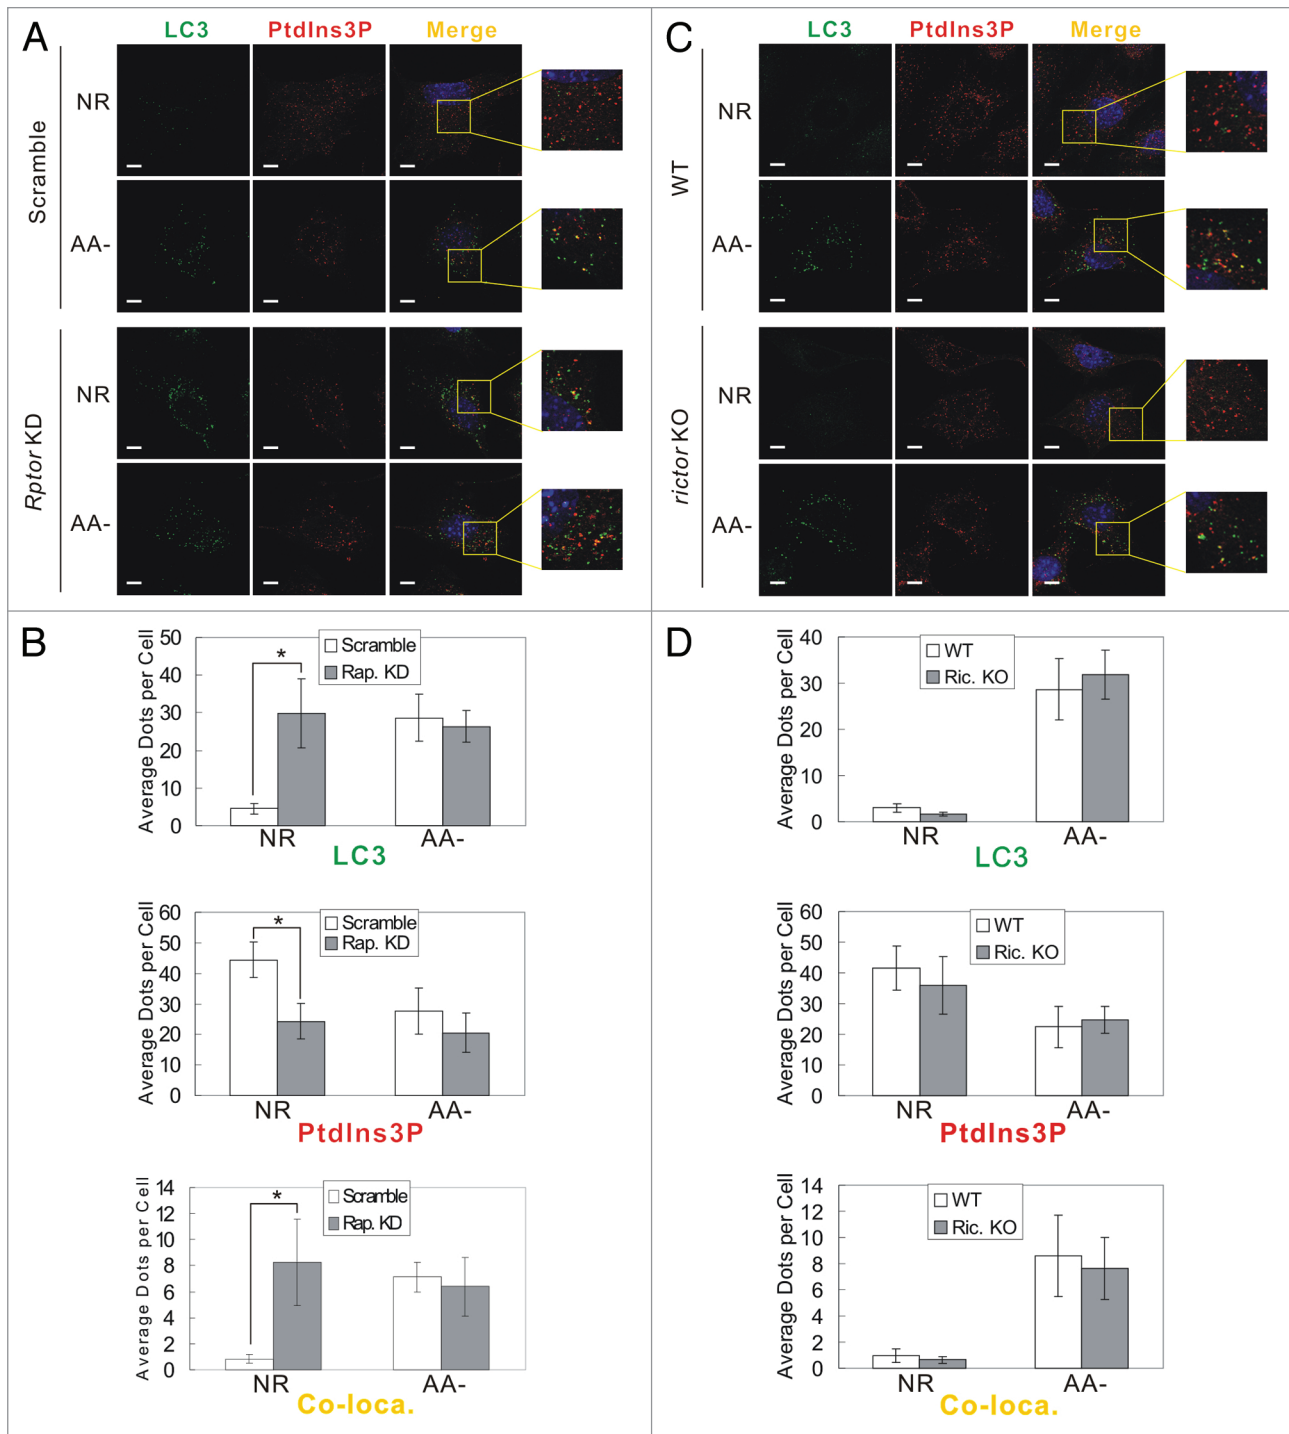 A
LC3 PtdIns3P Merge
Scramble
NR
AA-
Rptor KD
NR
AA-
C
LC3 PtdIns3P Merge
WT
NR
AA-
rictor KO
NR
AA-
B
Average Dots per Cell
50
40
30
20
10
0
*
Scramble
Rap. KD
NR AA-
LC3
Average Dots per Cell
60
50
40
30
20
10
0
*
Scramble
Rap. KD
NR AA-
PtdIns3P
Average Dots per Cell
14
12
10
8
6
4
2
0
*
Scramble
Rap. KD
NR AA-
Co-loca.
D
Average Dots per Cell
40
30
20
10
0
WT
Ric. KO
NR AA-
LC3
Average Dots per Cell
60
50
40
30
20
10
0
WT
Ric. KO
NR AA-
PtdIns3P
Average Dots per Cell
14
12
10
8
6
4
2
0
WT
Ric. KO
NR AA-
Co-loca.